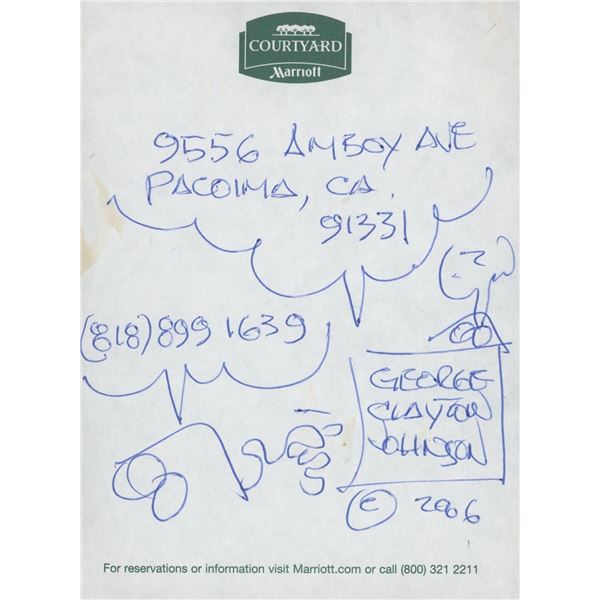 COURTYARD
Marriott
9556 AMBOY AVE
PACOIMA, CA.
91331
(818) 899 1639
GEORGE
CLAYTON
JOHNSON
© 2006
For reservations or information visit Marriott.com or call (800) 321 2211